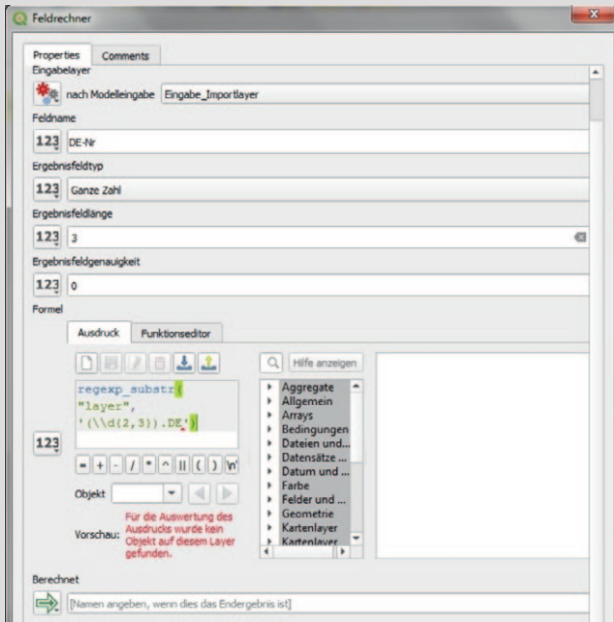 Feldrechner
Properties Comments
Eingabelayer
nach Modelleingabe Eingabe_Importlayer
Feldname
123 DE-Nr
Ergebnisfeldtyp
123 Ganze Zahl
Ergebnisfeldlänge
123 3
Ergebnisfeldgenauigkeit
123 0
Formel
Ausdruck Funktionseditor
Hilfe anzeigen
regexp_substr(
"layer",
'(\\d{2,3}).DE')
123
= + - / * ^ || ( ) \n'
Objekt
Vorschau: Für die Auswertung des
Ausdrucks wurde kein
Objekt auf diesem Layer
gefunden.
Aggregate
Allgemein
Arrays
Bedingungen
Dateien und...
Datensätze ...
Datum und ...
Farbe
Felder und ...
Geometrie
Kartenlayer
Kartenlayer
Berechnet
[Namen angeben, wenn dies das Endergebnis ist]